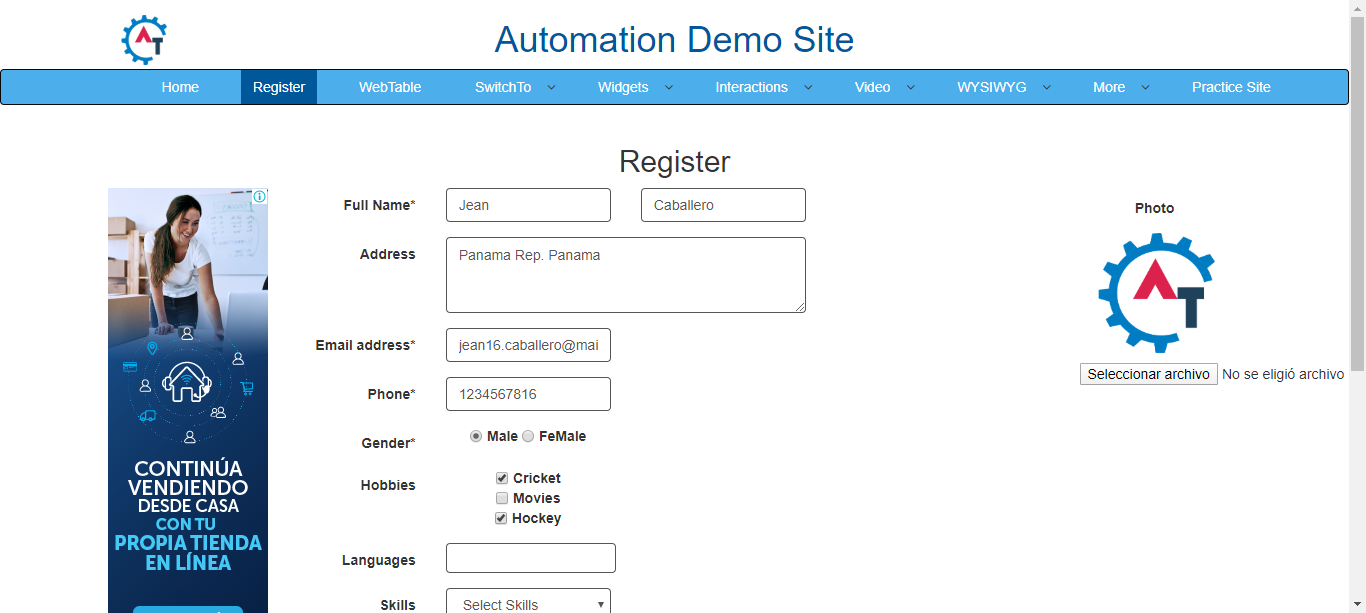 AT
Automation Demo Site
Home Register WebTable SwitchTo Widgets Interactions Video WYSIWYG More Practice Site
Register
Full Name* Jean Caballero
Photo
Address Panama Rep. Panama
AT
Email address* jean16.caballero@mai
Seleccionar archivo No se eligió archivo
Phone* 1234567816
Gender* Male FeMale
Hobbies Cricket
Movies
Hockey
Languages
Skills Select Skills
CONTINÚA
VENDIENDO
DESDE CASA
CON TU
PROPIA TIENDA
EN LÍNEA